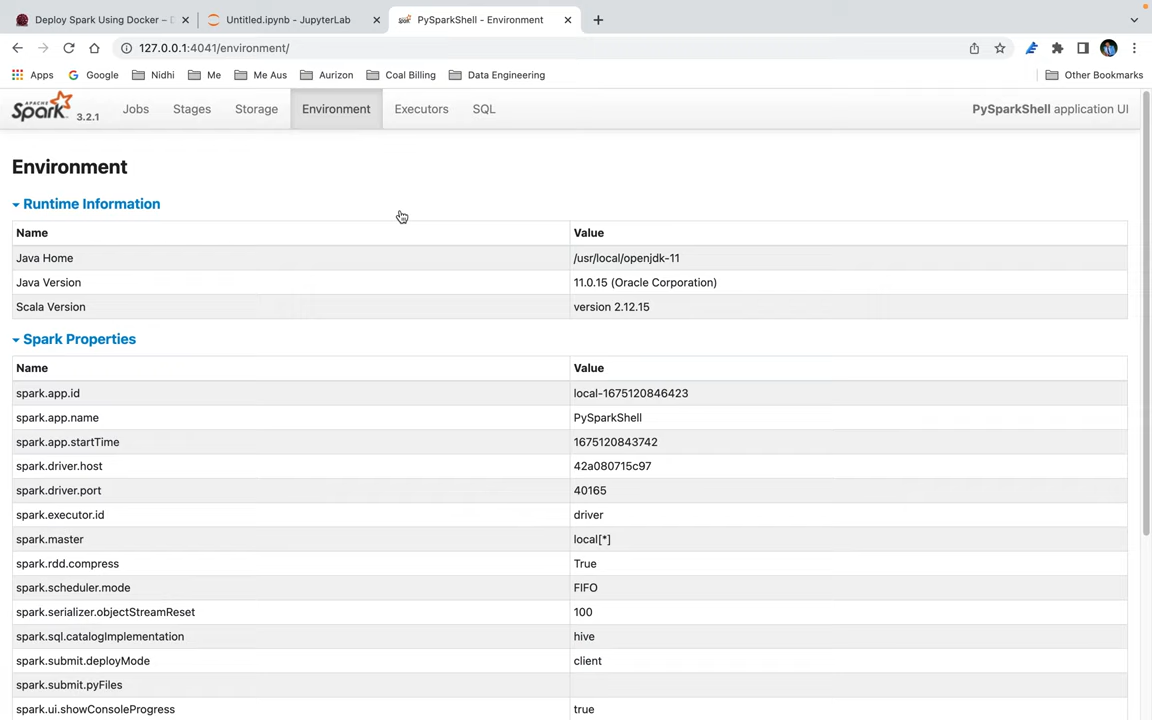 Deploy Spark Using Docker – D
Untitled.ipynb - JupyterLab
PySparkShell - Environment
127.0.0.1:4041/environment/
Apps Google Nidhi Me Me Aus Aurizon Coal Billing Data Engineering Other Bookmarks
APACHE Spark 3.2.1 Jobs Stages Storage Environment Executors SQL PySparkShell application UI
Environment
Runtime Information
Name Value
Java Home /usr/local/openjdk-11
Java Version 11.0.15 (Oracle Corporation)
Scala Version version 2.12.15
Spark Properties
Name Value
spark.app.id local-1675120846423
spark.app.name PySparkShell
spark.app.startTime 1675120843742
spark.driver.host 42a080715c97
spark.driver.port 40165
spark.executor.id driver
spark.master local[*]
spark.rdd.compress True
spark.scheduler.mode FIFO
spark.serializer.objectStreamReset 100
spark.sql.catalogImplementation hive
spark.submit.deployMode client
spark.submit.pyFiles
spark.ui.showConsoleProgress true